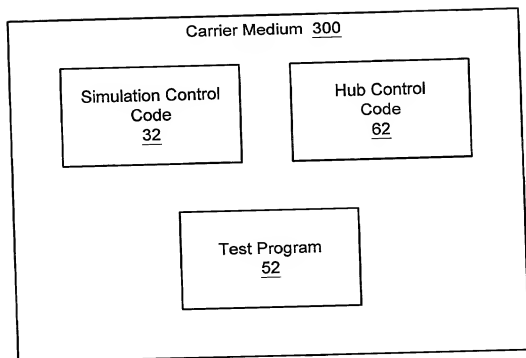 Carrier Medium 300
Simulation Control
Code
32
Hub Control
Code
62
Test Program
52